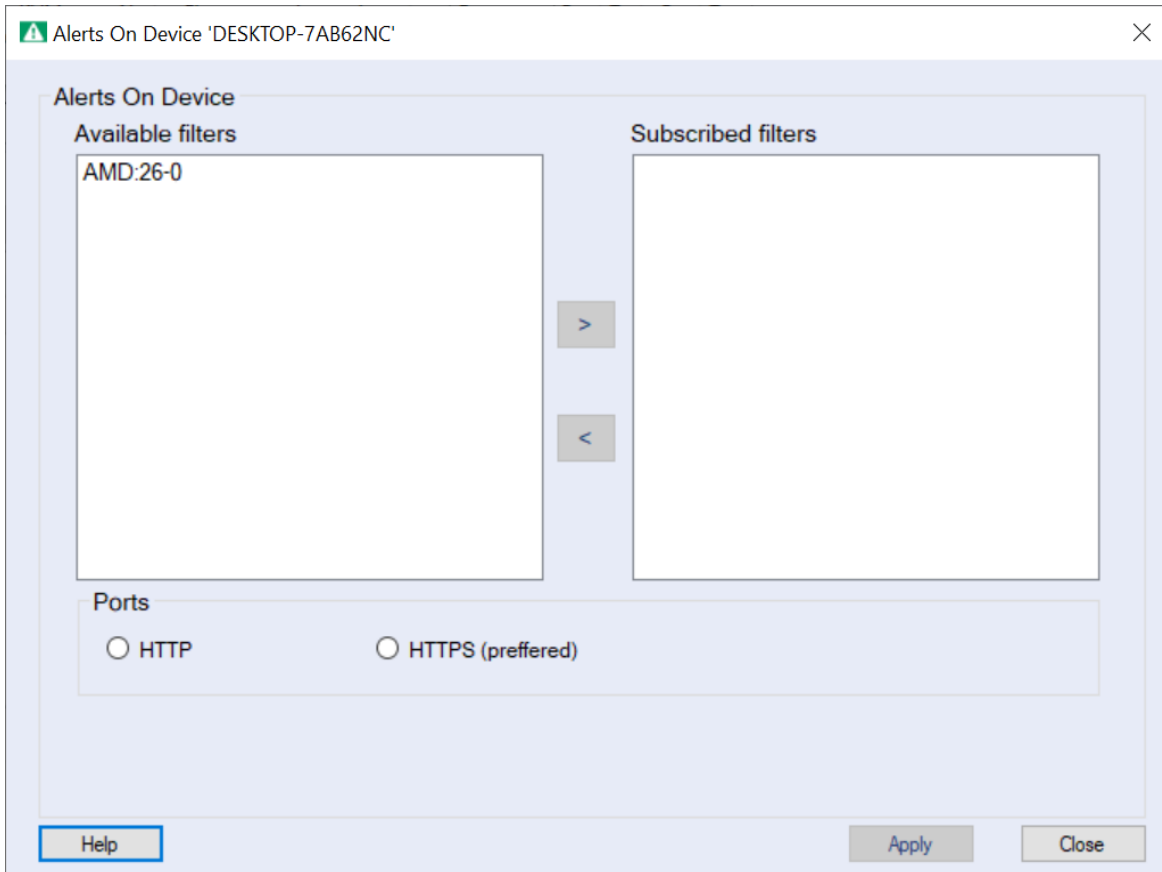 Alerts On Device 'DESKTOP-7AB62NC'
Alerts On Device
Available filters
Subscribed filters
AMD:26-0
>
<
Ports
HTTP
HTTPS (preffered)
Help
Apply
Close